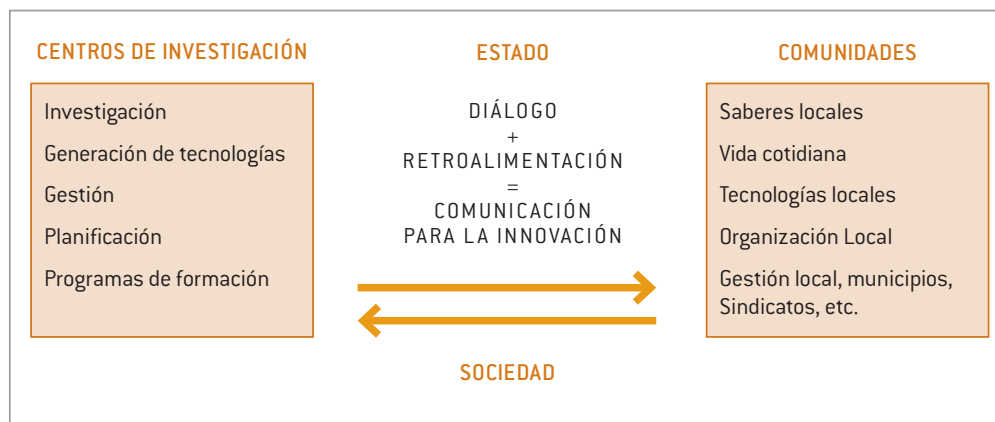 CENTROS DE INVESTIGACIÓN
Investigación
Generación de tecnologías
Gestión
Planificación
Programas de formación
ESTADO
DIÁLOGO
+
RETROALIMENTACIÓN
=
COMUNICACIÓN
PARA LA INNOVACIÓN
SOCIEDAD
COMUNIDADES
Saberes locales
Vida cotidiana
Tecnologías locales
Organización Local
Gestión local, municipios,
Sindicatos, etc.